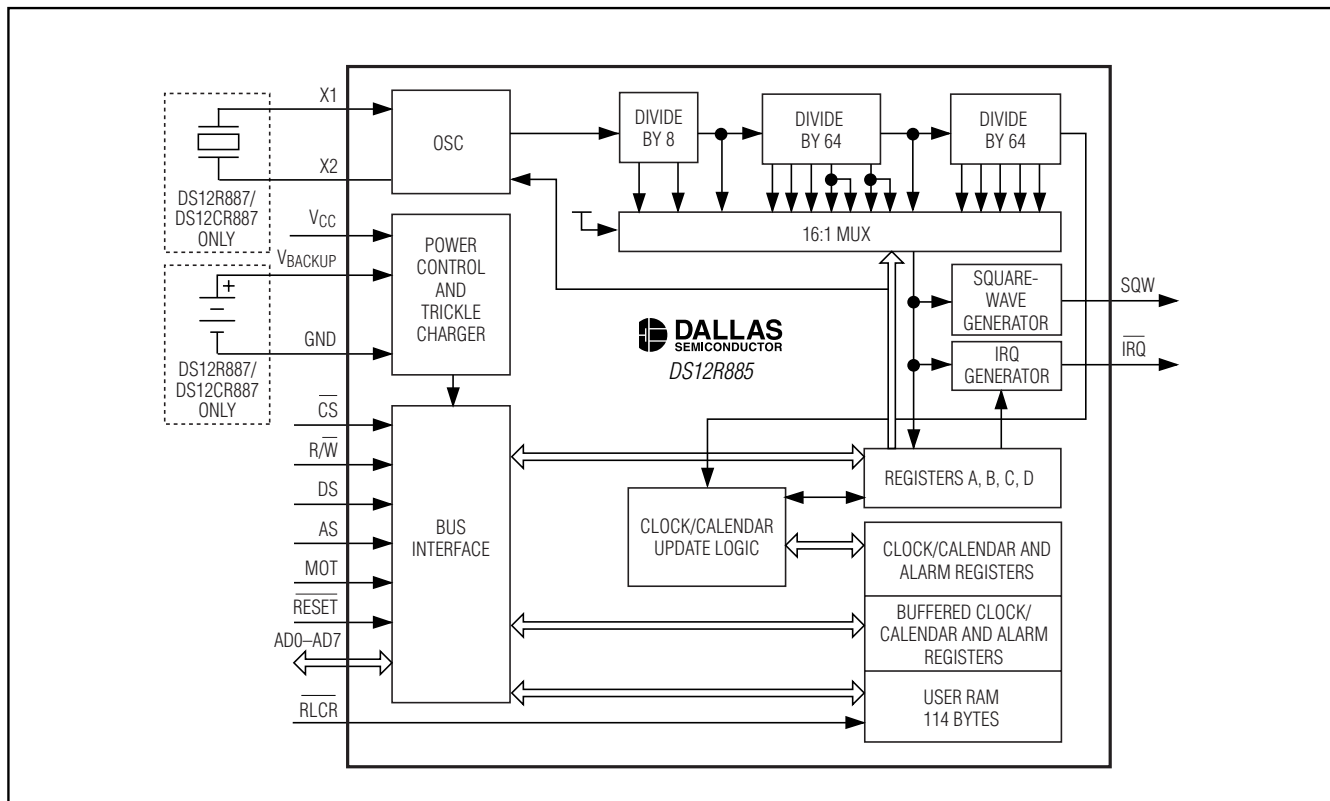 X1
X2
DS12R887/
DS12CR887
ONLY
VCC
VBACKUP
+
GND
DS12R887/
DS12CR887
ONLY
CS
R/W
DS
AS
MOT
RESET
AD0–AD7
RLCR
OSC
POWER
CONTROL
AND
TRICKLE
CHARGER
BUS
INTERFACE
DIVIDE
BY 8
DIVIDE
BY 64
DIVIDE
BY 64
16:1 MUX
SQUARE-
WAVE
GENERATOR
SQW
IRQ
GENERATOR
IRQ
DALLAS
SEMICONDUCTOR
DS12R885
REGISTERS A, B, C, D
CLOCK/CALENDAR
UPDATE LOGIC
CLOCK/CALENDAR AND
ALARM REGISTERS
BUFFERED CLOCK/
CALENDAR AND ALARM
REGISTERS
USER RAM
114 BYTES